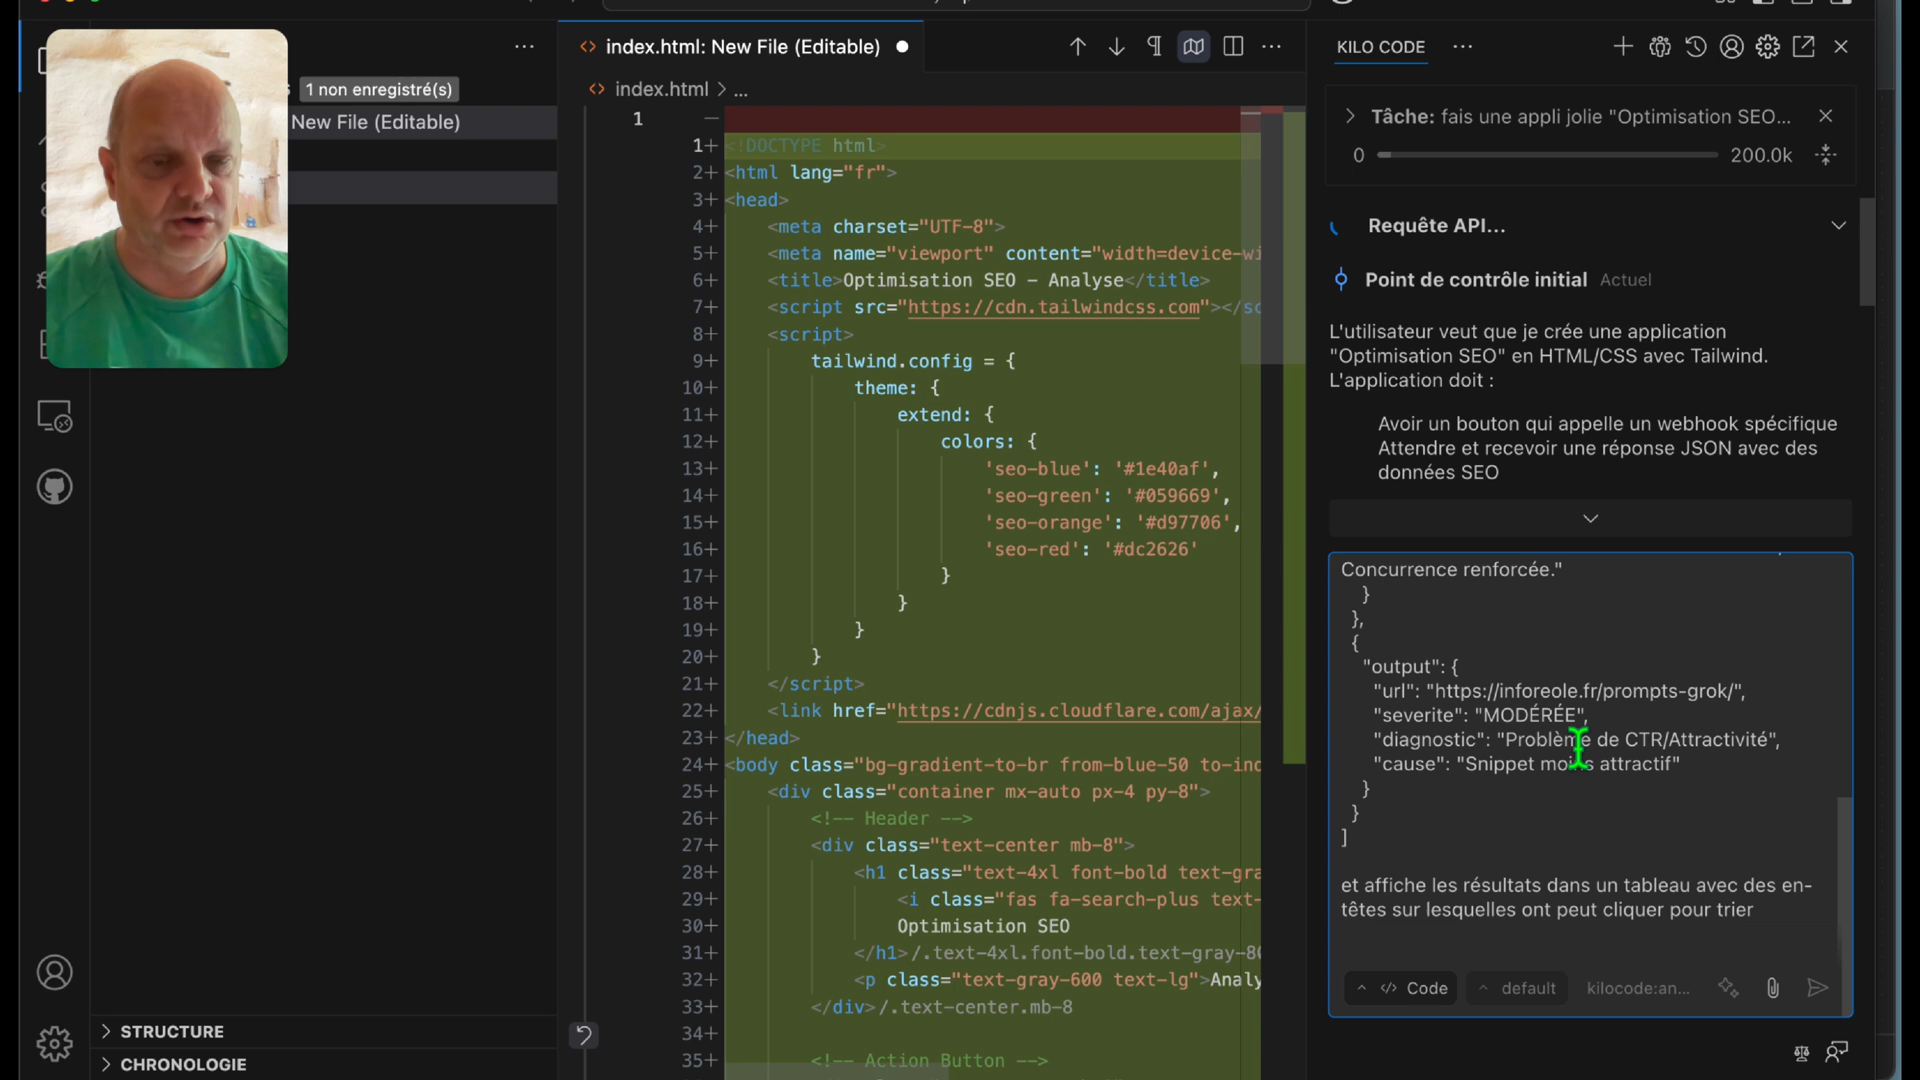 index.html: New File (Editable)
KILO CODE
1 non enregistré(s)
New File (Editable)
index.html > ...
Tâche: fais une appli jolie "Optimisation SEO...
0 200.0k
Requête API...
Point de contrôle initial Actuel
L'utilisateur veut que je crée une application
"Optimisation SEO" en HTML/CSS avec Tailwind.
L'application doit :
Avoir un bouton qui appelle un webhook spécifique
Attendre et recevoir une réponse JSON avec des
données SEO
1 —
1+ <!DOCTYPE html>
2+ <html lang="fr">
3+ <head>
4+ <meta charset="UTF-8">
5+ <meta name="viewport" content="width=device-wi
6+ <title>Optimisation SEO - Analyse</title>
7+ <script src="https://cdn.tailwindcss.com"></sc
8+ <script>
9+ tailwind.config = {
10+ theme: {
11+ extend: {
12+ colors: {
13+ 'seo-blue': '#1e40af',
14+ 'seo-green': '#059669',
15+ 'seo-orange': '#d97706',
16+ 'seo-red': '#dc2626'
17+ }
18+ }
19+ }
20+ }
21+ </script>
22+ <link href="https://cdnjs.cloudflare.com/ajax/
23+ </head>
24+ <body class="bg-gradient-to-br from-blue-50 to-ind
25+ <div class="container mx-auto px-4 py-8">
26+ <!-- Header -->
27+ <div class="text-center mb-8">
28+ <h1 class="text-4xl font-bold text-gra
29+ <i class="fas fa-search-plus text-
30+ Optimisation SEO
31+ </h1>/.text-4xl.font-bold.text-gray-80
32+ <p class="text-gray-600 text-lg">Analy
33+ </div>/.text-center.mb-8
34+
35+ <!-- Action Button -->
Concurrence renforcée."
}
},
{
"output": {
"url": "https://inforeole.fr/prompts-grok/",
"severite": "MODÉRÉE",
"diagnostic": "Problème de CTR/Attractivité",
"cause": "Snippet moins attractif"
}
}
]
et affiche les résultats dans un tableau avec des en-
têtes sur lesquelles ont peut cliquer pour trier
Code default kilocode:an...
STRUCTURE
CHRONOLOGIE